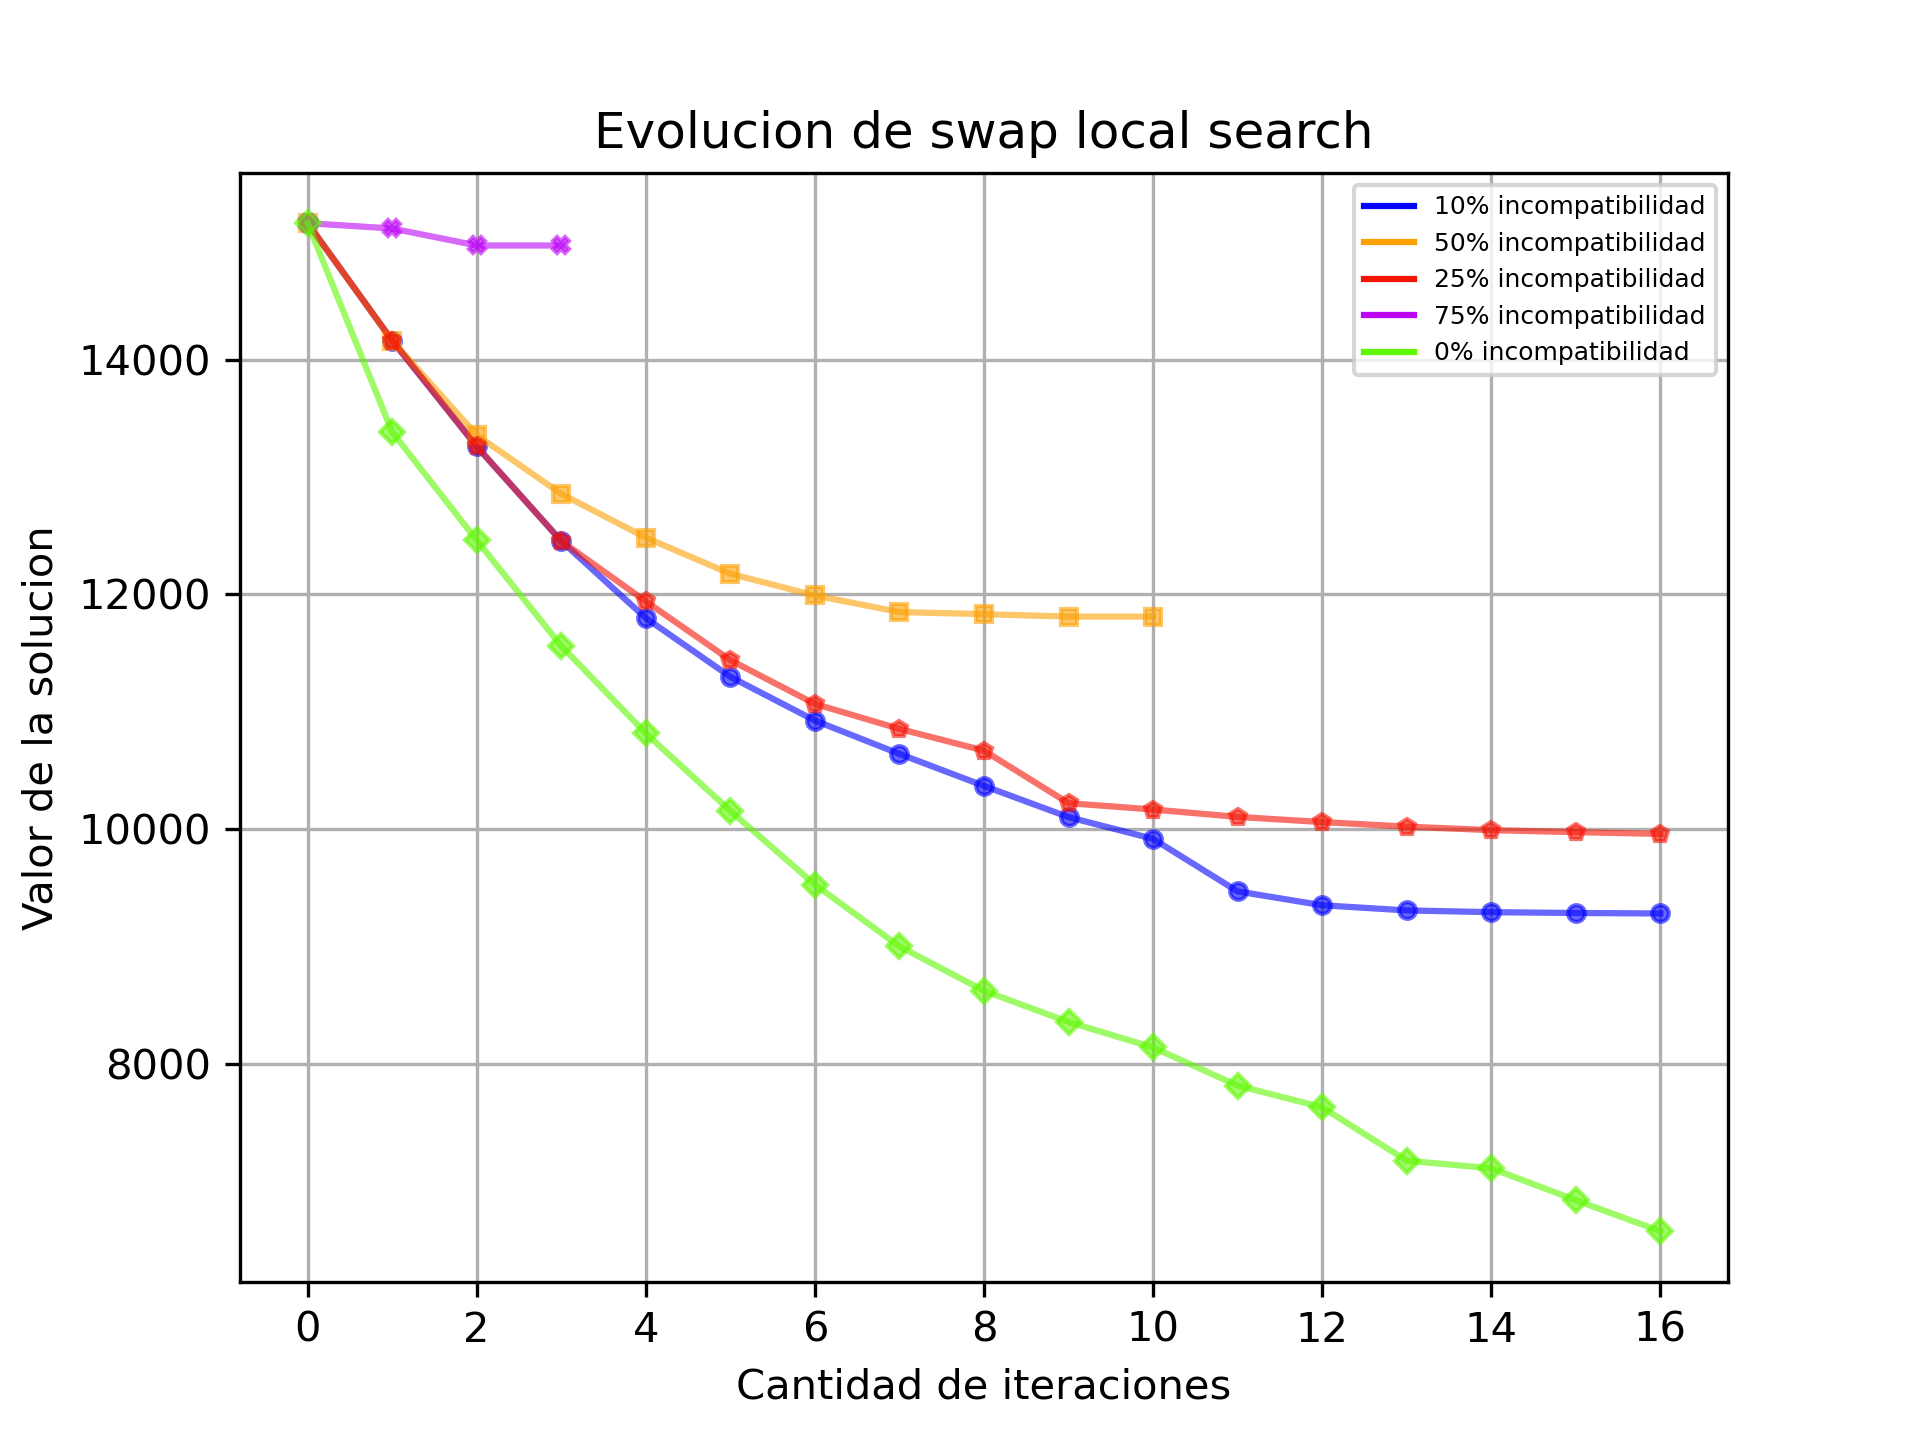 Evolucion de swap local search
10% incompatibilidad
50% incompatibilidad
25% incompatibilidad
75% incompatibilidad
0% incompatibilidad
Valor de la solucion
14000
12000
10000
8000
0 2 4 6 8 10 12 14 16
Cantidad de iteraciones